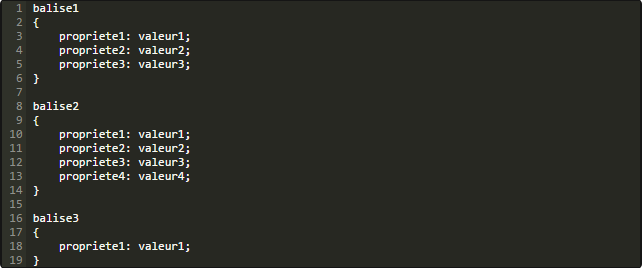 1 balise1
2 {
3     propriete1: valeur1;
4     propriete2: valeur2;
5     propriete3: valeur3;
6 }
7
8 balise2
9 {
10     propriete1: valeur1;
11     propriete2: valeur2;
12     propriete3: valeur3;
13     propriete4: valeur4;
14 }
15
16 balise3
17 {
18     propriete1: valeur1;
19 }